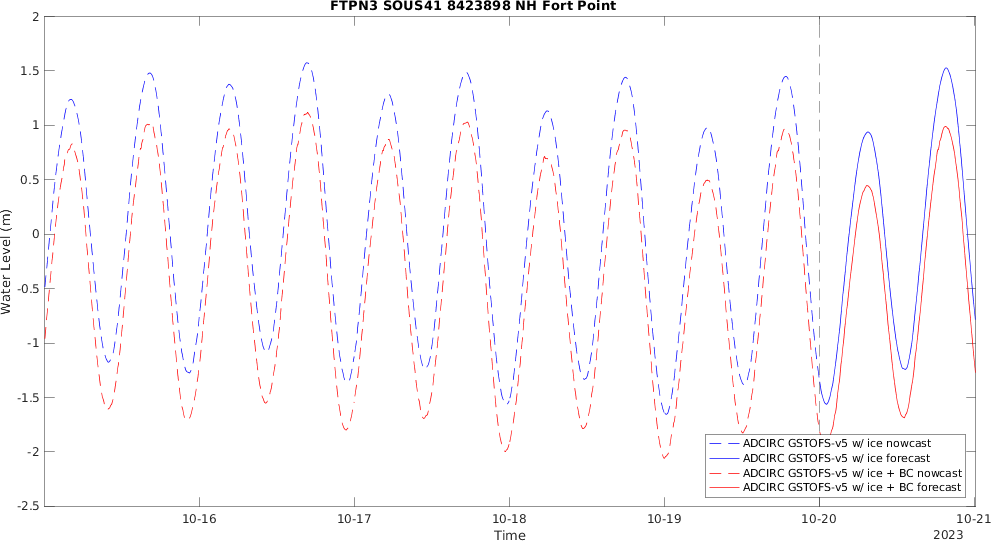 FTPN3 SOUS41 8423898 NH Fort Point
2
1.5
1
0.5
0
-0.5
-1
-1.5
-2
-2.5
Water Level (m)
ADCIRC GSTOFS-v5 w/ ice nowcast
ADCIRC GSTOFS-v5 w/ ice forecast
ADCIRC GSTOFS-v5 w/ ice + BC nowcast
ADCIRC GSTOFS-v5 w/ ice + BC forecast
10-16 10-17 10-18 10-19 10-20 10-21
Time 2023